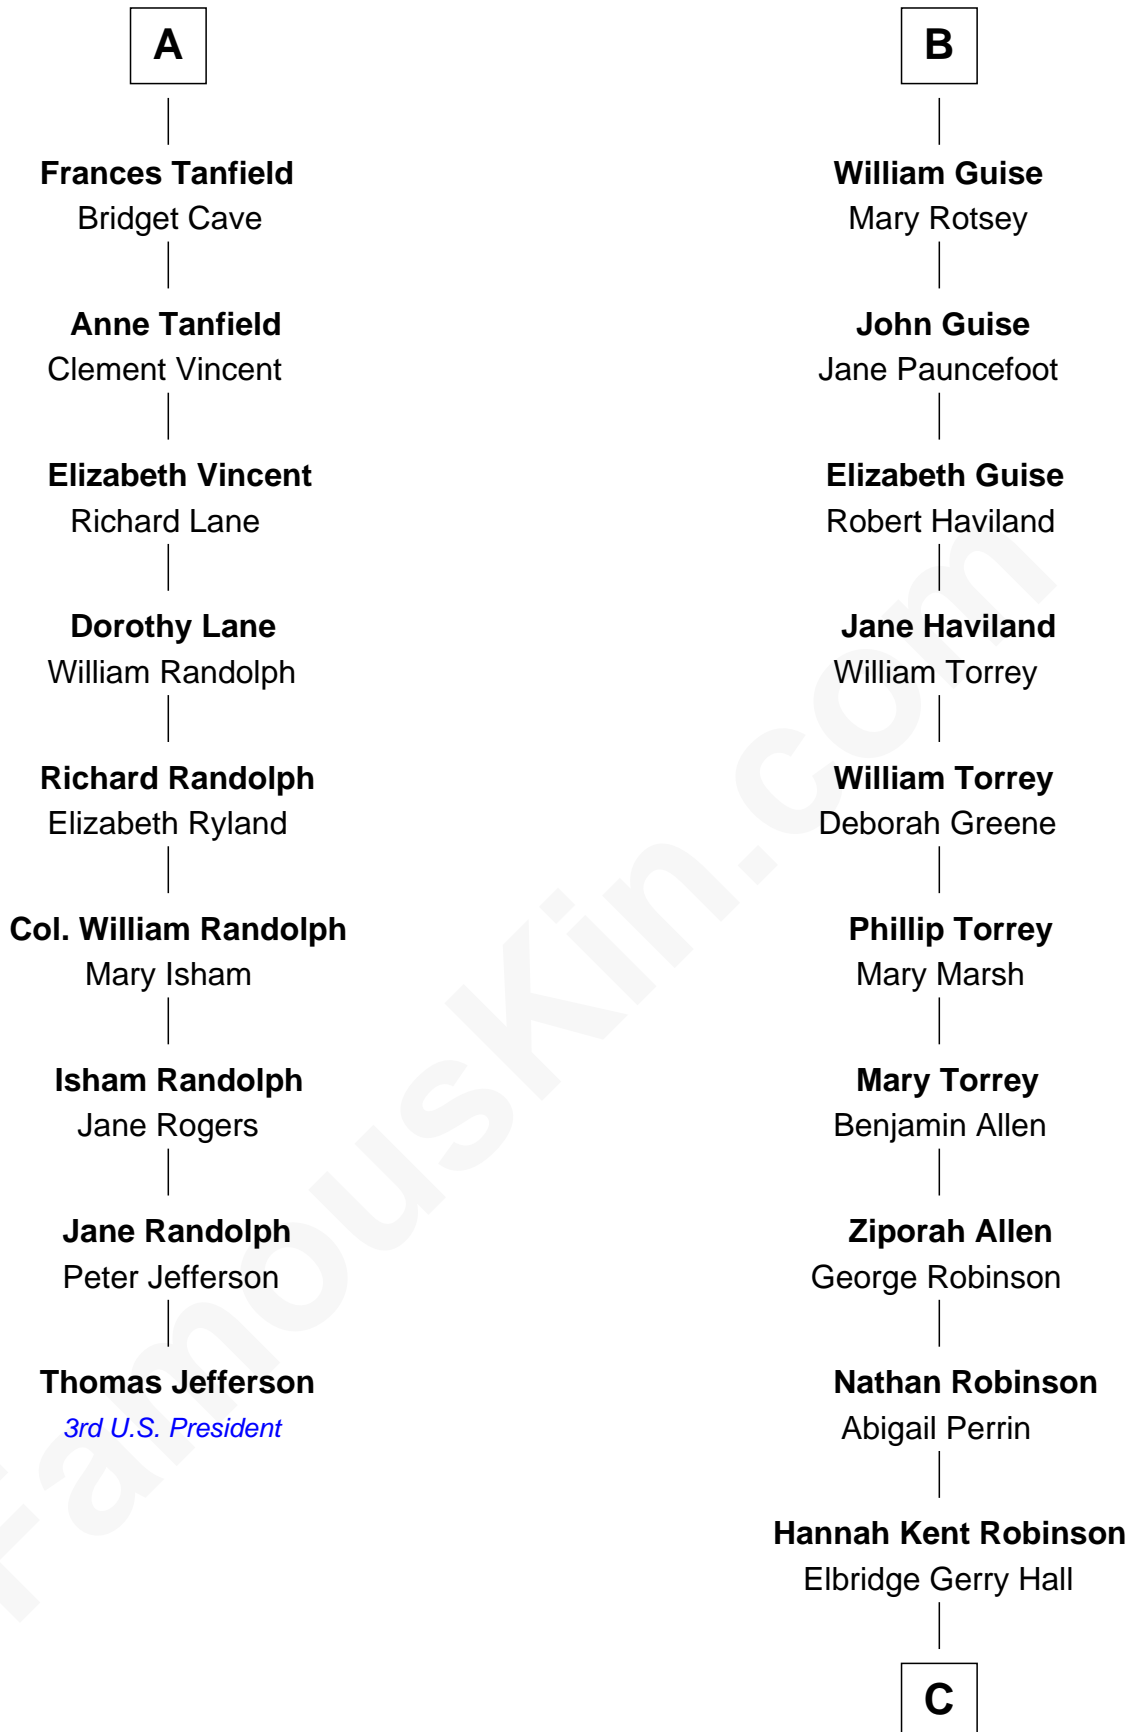 A
Frances Tanfield
Bridget Cave
Anne Tanfield
Clement Vincent
Elizabeth Vincent
Richard Lane
Dorothy Lane
William Randolph
Richard Randolph
Elizabeth Ryland
Col. William Randolph
Mary Isham
Isham Randolph
Jane Rogers
Jane Randolph
Peter Jefferson
Thomas Jefferson
3rd U.S. President
B
William Guise
Mary Rotsey
John Guise
Jane Pauncefoot
Elizabeth Guise
Robert Haviland
Jane Haviland
William Torrey
William Torrey
Deborah Greene
Phillip Torrey
Mary Marsh
Mary Torrey
Benjamin Allen
Ziporah Allen
George Robinson
Nathan Robinson
Abigail Perrin
Hannah Kent Robinson
Elbridge Gerry Hall
C
FamousKin.com